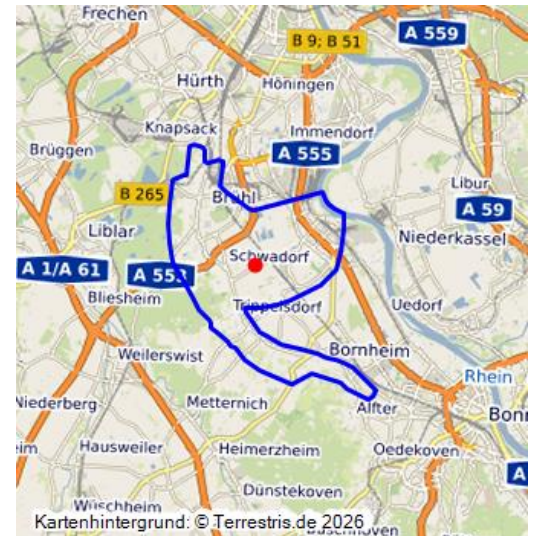 Frechen
A 559
B 9; B 51
Hürth
Höningen
Knapsack
Immendorf
Brüggen
A 555
Libur
B 265
Brühl
A 59
Liblar
Niederkassel
Schwadorf
A 1/A 61
A 553
Bliesheim
Trippelsdorf
Uedorf
Weilerswist
Bornheim
Rhein
Niederberg
Metternich
Alfter
Bonn
Hausweiler
Heimerzheim
Oedekoven
A
Dünstekoven
Wüschheim
Buschhoven
Kartenhintergrund: © Terrestris.de 2026